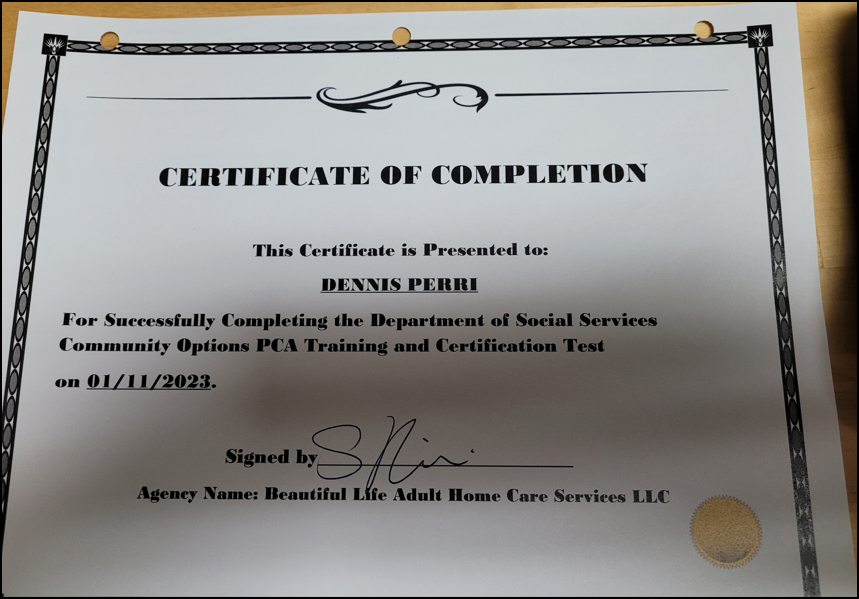 CERTIFICATE OF COMPLETION
This Certificate is Presented to:
DENNIS PERRI
For Successfully Completing the Department of Social Services
Community Options PCA Training and Certification Test
on 01/11/2023.
Signed by
Agency Name: Beautiful Life Adult Home Care Services LLC